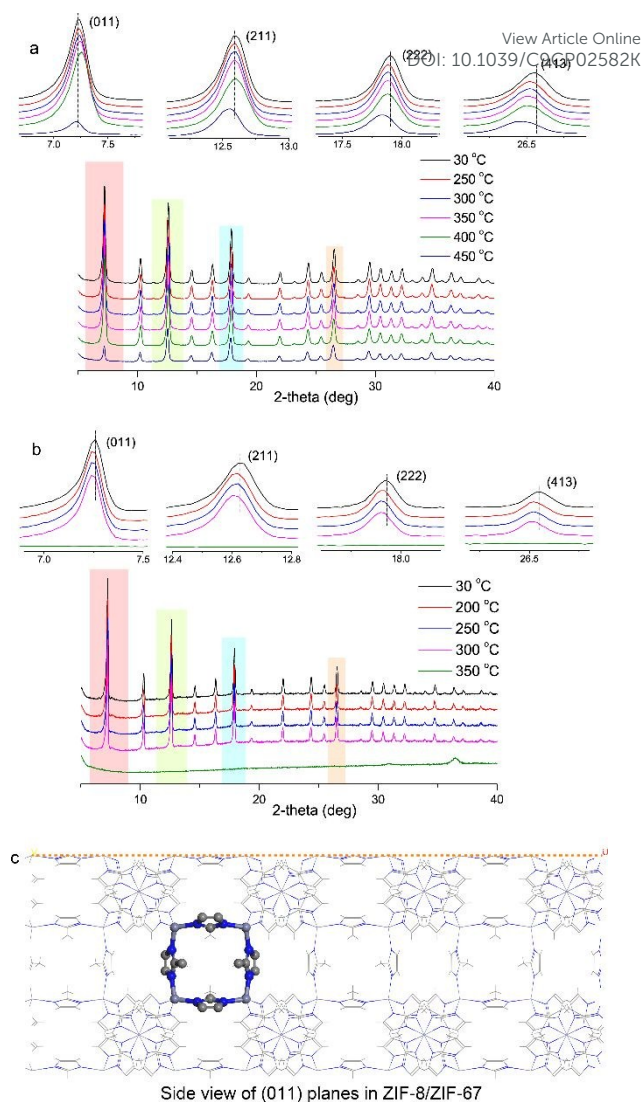 View Article Online
DOI: 10.1039/C9CP02582K
a
(011)
(211)
(222)
(413)
7.0 7.5
12.5 13.0
17.5 18.0
26.5
30 °C
250 °C
300 °C
350 °C
400 °C
450 °C
10 20 30 40
2-theta (deg)
b
(011)
(211)
(222)
(413)
7.0 7.5
12.4 12.6 12.8
18.0
26.5
30 °C
200 °C
250 °C
300 °C
350 °C
10 20 30 40
2-theta (deg)
c
Side view of (011) planes in ZIF-8/ZIF-67